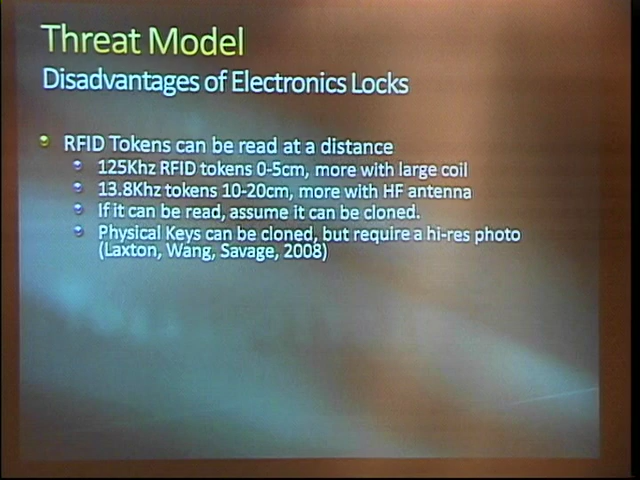 Threat Model
Disadvantages of Electronics Locks
RFID Tokens can be read at a distance
125Khz RFID tokens 0-5cm, more with large coil
13.8Khz tokens 10-20cm, more with HF antenna
If it can be read, assume it can be cloned.
Physical Keys can be cloned, but require a hi-res photo
(Laxton, Wang, Savage, 2008)